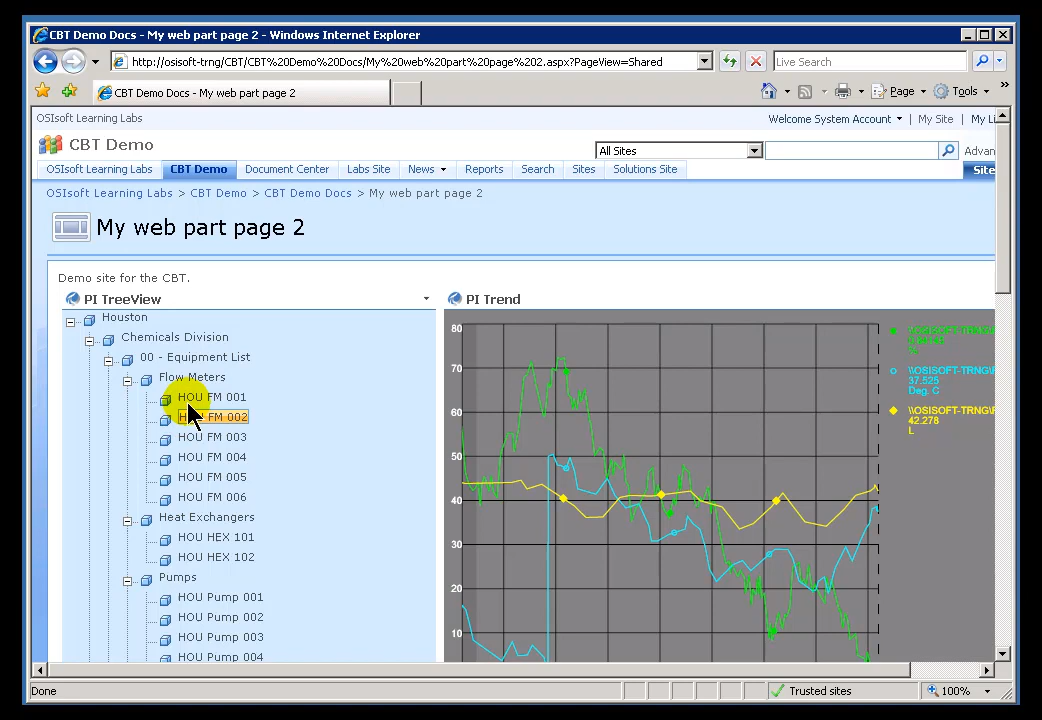 CBT Demo Docs - My web part page 2 - Windows Internet Explorer
http://osisoft-trng/CBT/CBT%20Demo%20Docs/My%20web%20part%20page%202.aspx?PageView=Shared
Live Search
CBT Demo Docs - My web part page 2
Page
Tools
»
OSIsoft Learning Labs
Welcome System Account
| My Site | My Li
CBT Demo
All Sites
Advan
OSIsoft Learning Labs
CBT Demo
Document Center
Labs Site
News
Reports
Search
Sites
Solutions Site
Site
OSIsoft Learning Labs > CBT Demo > CBT Demo Docs > My web part page 2
My web part page 2
Demo site for the CBT.
PI TreeView
Houston
Chemicals Division
00 - Equipment List
Flow Meters
HOU FM 001
FM 002
HOU FM 003
HOU FM 004
HOU FM 005
HOU FM 006
Heat Exchangers
HOU HEX 101
HOU HEX 102
Pumps
HOU Pump 001
HOU Pump 002
HOU Pump 003
HOU Pump 004
PI Trend
80
70
60
50
40
30
20
10
%
\\OSISOFT-TRNG\
37.525
Deg. C
\\OSISOFT-TRNG\
42.278
L
Done
Trusted sites
100%